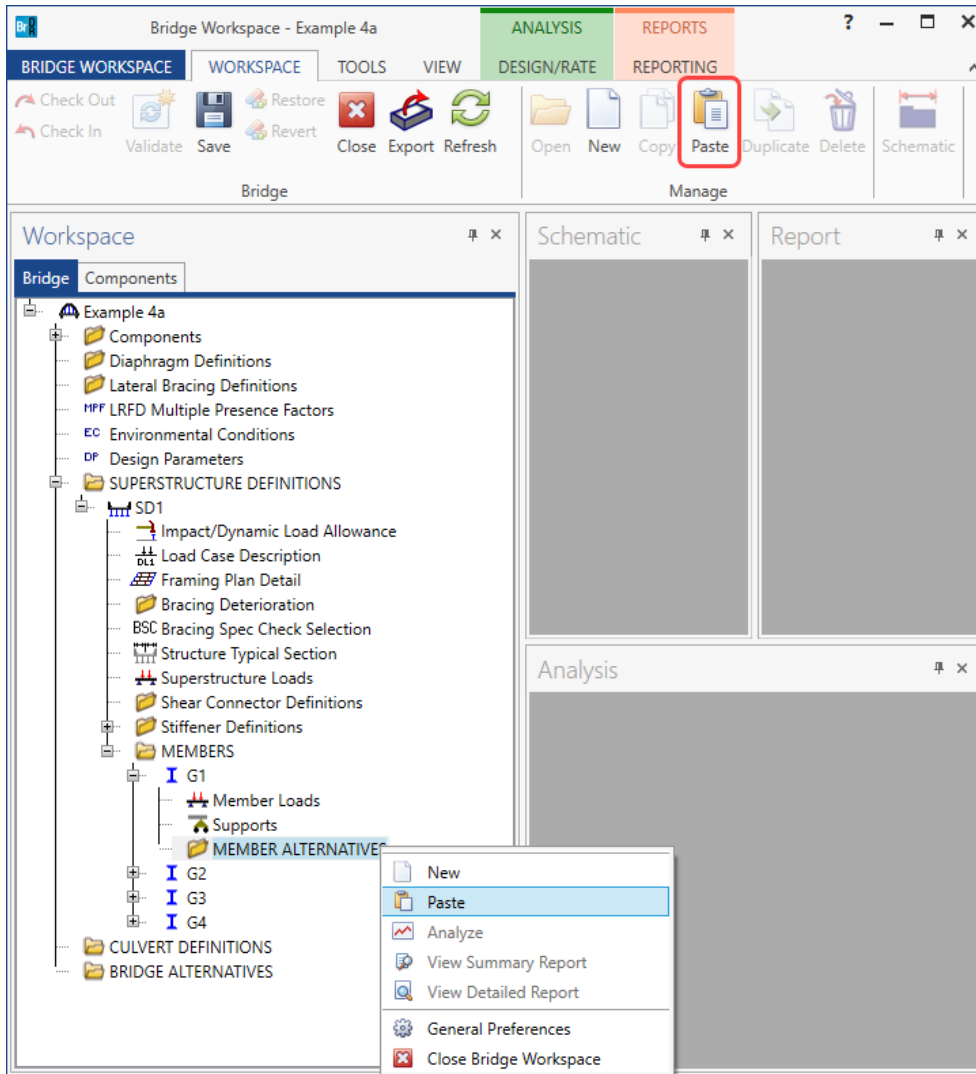 Br R
Bridge Workspace - Example 4a
ANALYSIS
REPORTS
?
BRIDGE WORKSPACE
WORKSPACE
TOOLS
VIEW
DESIGN/RATE
REPORTING
Check Out
Check In
Validate
Save
Restore
Revert
Close
Export
Refresh
Open
New
Copy
Paste
Duplicate
Delete
Schematic
Bridge
Manage
Workspace
Bridge
Components
Example 4a
Components
Diaphragm Definitions
Lateral Bracing Definitions
MPF LRFD Multiple Presence Factors
EC Environmental Conditions
DP Design Parameters
SUPERSTRUCTURE DEFINITIONS
SD1
Impact/Dynamic Load Allowance
DL1 Load Case Description
Framing Plan Detail
Bracing Deterioration
BSC Bracing Spec Check Selection
Structure Typical Section
Superstructure Loads
Shear Connector Definitions
Stiffener Definitions
MEMBERS
G1
Member Loads
Supports
MEMBER ALTERNATIVES
G2
G3
G4
CULVERT DEFINITIONS
BRIDGE ALTERNATIVES
New
Paste
Analyze
View Summary Report
View Detailed Report
General Preferences
Close Bridge Workspace
Schematic
Report
Analysis